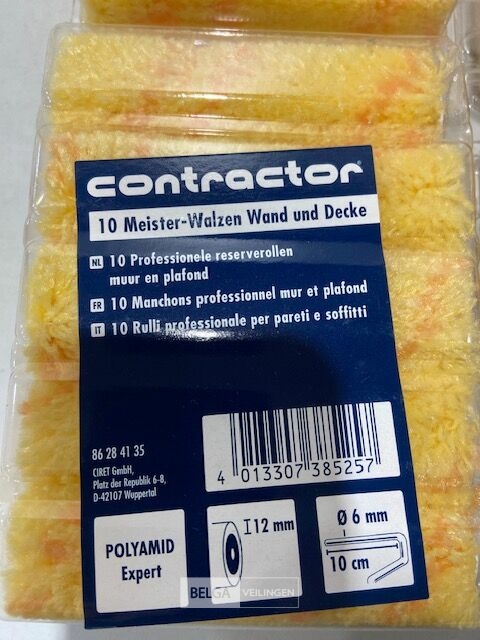 contractor
10 Meister-Walzen Wand und Decke
NL 10 Professionele reserverollen
muur en plafond
FR 10 Manchons professionnel mur et plafond
IT 10 Rulli professionale per pareti e soffitti
86 28 41 35
CIRET GmbH,
Platz der Republik 6-8,
D-42107 Wuppertal
4 013307 385257
POLYAMID
Expert
12 mm
Ø 6 mm
10 cm
BELGA VEILINGEN